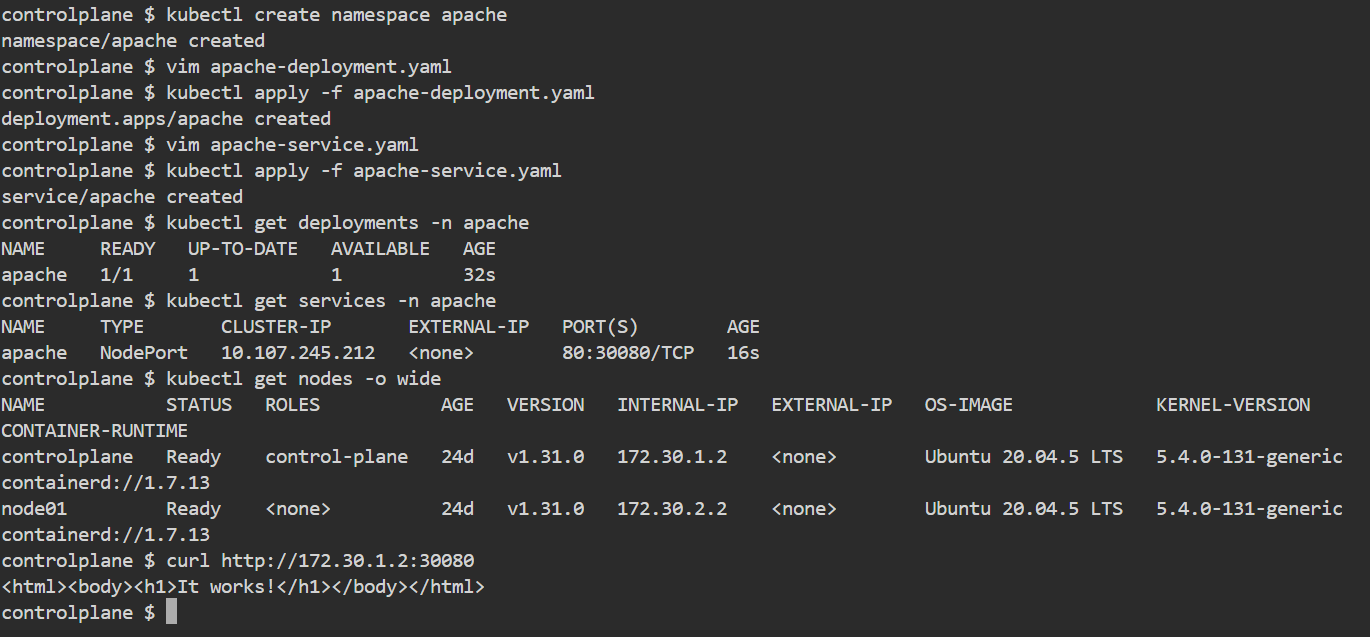 controlplane $ kubectl create namespace apache
namespace/apache created
controlplane $ vim apache-deployment.yaml
controlplane $ kubectl apply -f apache-deployment.yaml
deployment.apps/apache created
controlplane $ vim apache-service.yaml
controlplane $ kubectl apply -f apache-service.yaml
service/apache created
controlplane $ kubectl get deployments -n apache
NAME     READY   UP-TO-DATE   AVAILABLE   AGE
apache   1/1     1            1           32s
controlplane $ kubectl get services -n apache
NAME     TYPE       CLUSTER-IP       EXTERNAL-IP   PORT(S)        AGE
apache   NodePort   10.107.245.212   <none>        80:30080/TCP   16s
controlplane $ kubectl get nodes -o wide
NAME           STATUS   ROLES           AGE   VERSION   INTERNAL-IP   EXTERNAL-IP   OS-IMAGE             KERNEL-VERSION
CONTAINER-RUNTIME
controlplane   Ready    control-plane   24d   v1.31.0   172.30.1.2    <none>        Ubuntu 20.04.5 LTS   5.4.0-131-generic
containerd://1.7.13
node01         Ready    <none>          24d   v1.31.0   172.30.2.2    <none>        Ubuntu 20.04.5 LTS   5.4.0-131-generic
containerd://1.7.13
controlplane $ curl http://172.30.1.2:30080
<html><body><h1>It works!</h1></body></html>
controlplane $